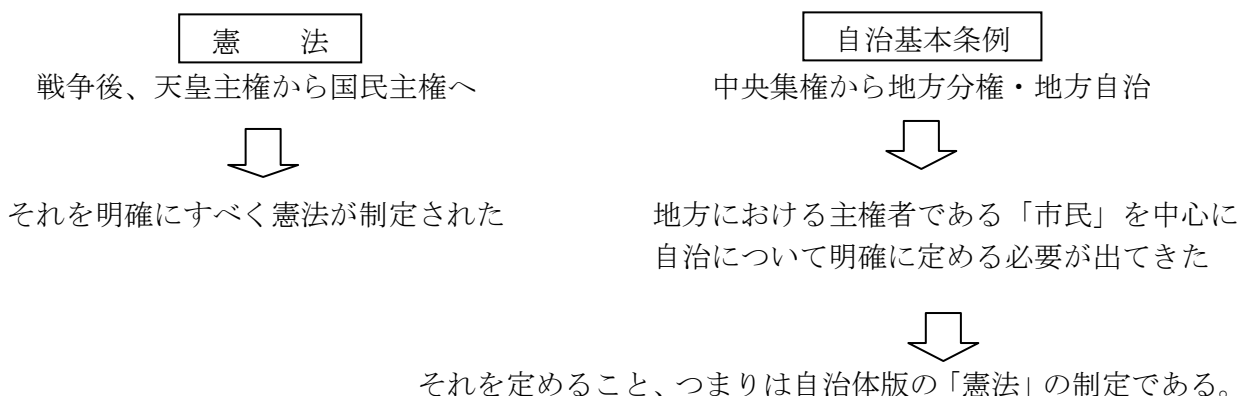 憲　　法
戦争後、天皇主権から国民主権へ
それを明確にすべく憲法が制定された
自治基本条例
中央集権から地方分権・地方自治
地方における主権者である「市民」を中心に
自治について明確に定める必要が出てきた
それを定めること、つまりは自治体版の「憲法」の制定である。